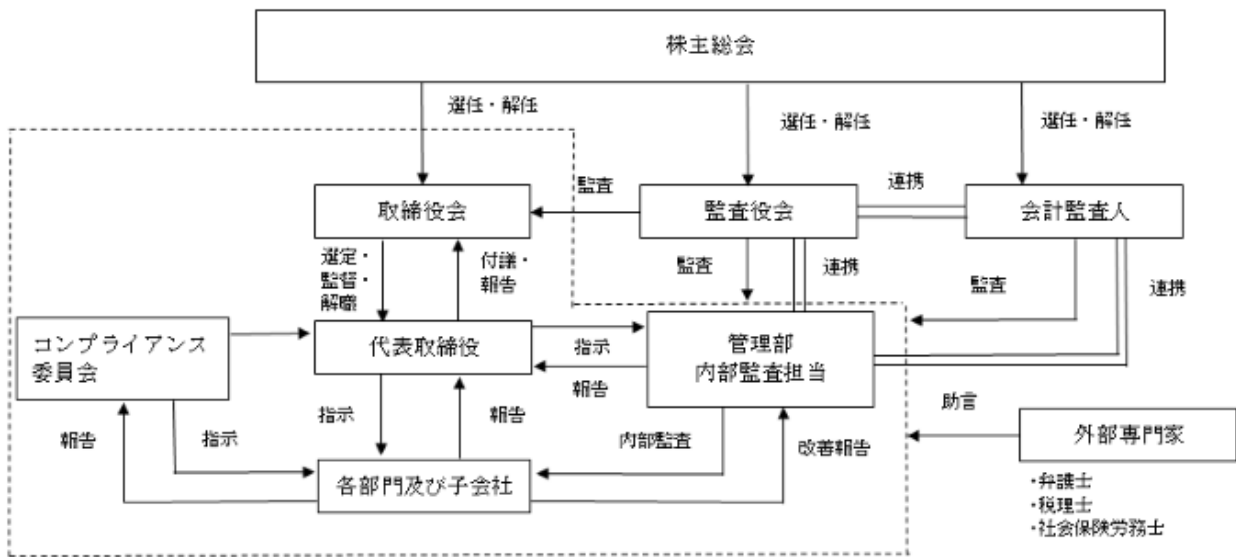 株主総会
選任・解任
選任・解任
選任・解任
取締役会
監査
監査役会
連携
会計監査人
選定・
監督・
解職
付議・
報告
監査
連携
監査
連携
コンプライアンス
委員会
代表取締役
指示
報告
管理部
内部監査担当
報告
指示
指示
報告
内部監査
改善報告
助言
外部専門家
各部門及び子会社
・弁護士
・税理士
・社会保険労務士